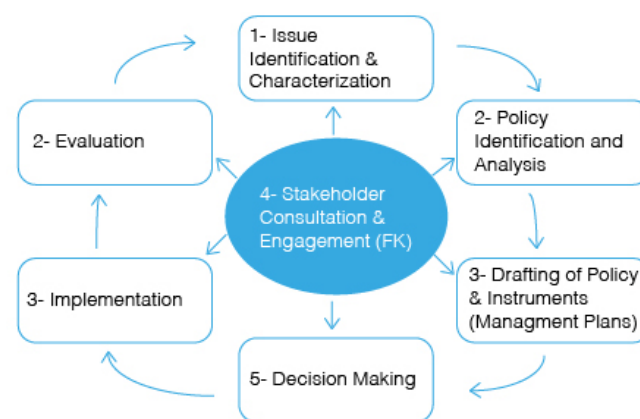 1- Issue
Identification &
Characterization
2- Policy
Identification and
Analysis
3- Drafting of Policy
& Instruments
(Managment Plans)
5- Decision Making
3- Implementation
2- Evaluation
4- Stakeholder
Consultation &
Engagement (FK)